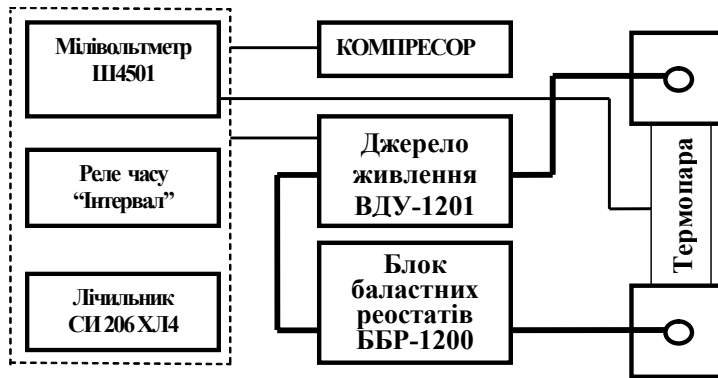 Мілівольтметр
Ш4501
КОМПРЕСОР
Реле часу
“Інтервал”
Джерело
живлення
ВДУ-1201
Термопара
Лічильник
СИ 206 ХЛ4
Блок
баластних
реостатів
ББР-1200